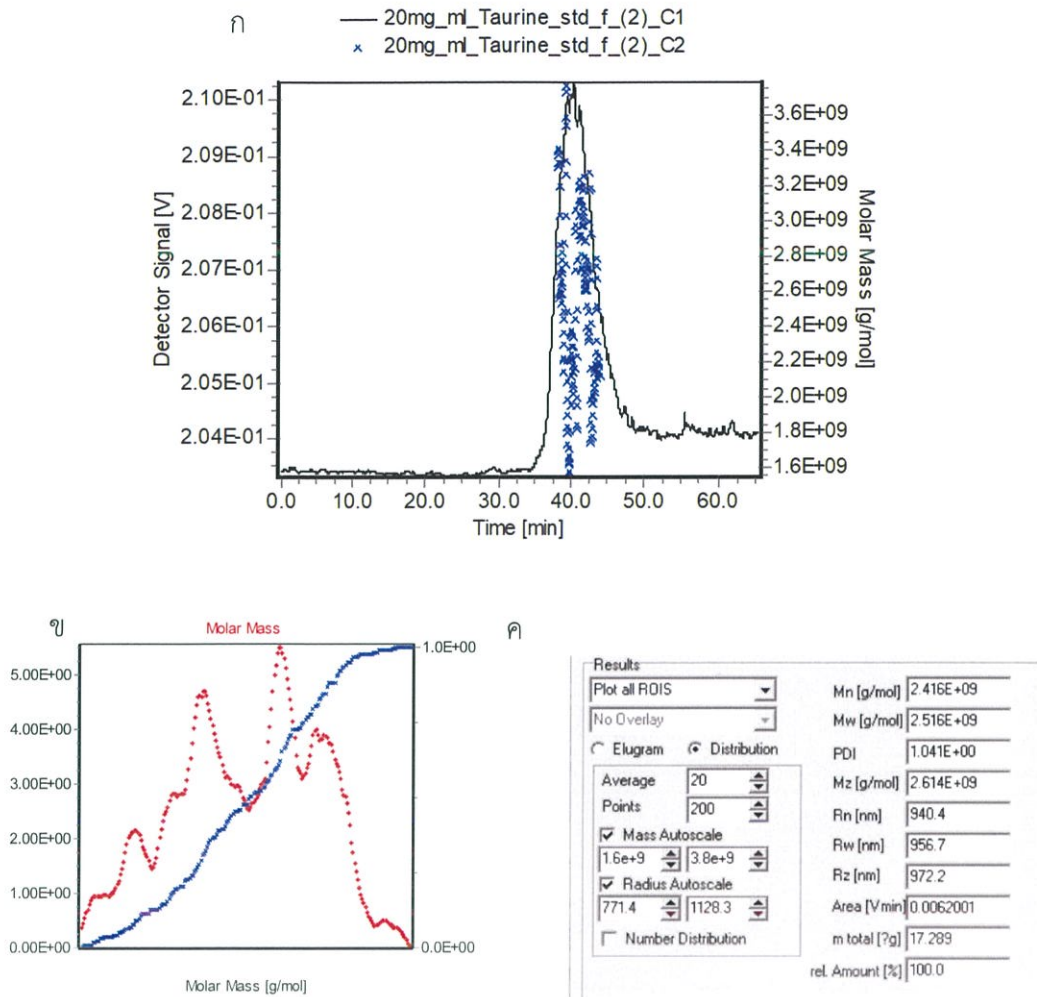 ก
20mg_ml_Taurine_std_f_(2)_C1
20mg_ml_Taurine_std_f_(2)_C2
Detector Signal [V]
2.10E-01
2.09E-01
2.08E-01
2.07E-01
2.06E-01
2.05E-01
2.04E-01
3.6E+09
3.4E+09
3.2E+09
3.0E+09
2.8E+09
2.6E+09
2.4E+09
2.2E+09
2.0E+09
1.8E+09
1.6E+09
Molar Mass [g/mol]
0.0 10.0 20.0 30.0 40.0 50.0 60.0
Time [min]
ข
Molar Mass
5.00E+00
4.00E+00
3.00E+00
2.00E+00
1.00E+00
0.00E+00
1.0E+00
0.0E+00
Molar Mass [g/mol]
ค
Results
Plot all ROIS
No Overlay
Elugram Distribution
Average 20
Points 200
Mass Autoscale
1.6e+9 3.8e+9
Radius Autoscale
771.4 1128.3
Number Distribution
Mn [g/mol] 2.416E+09
Mw [g/mol] 2.516E+09
PDI 1.041E+00
Mz [g/mol] 2.614E+09
Rn [nm] 940.4
Rw [nm] 956.7
Rz [nm] 972.2
Area [Vmin] 0.0062001
m total [?g] 17.289
rel. Amount [%] 100.0